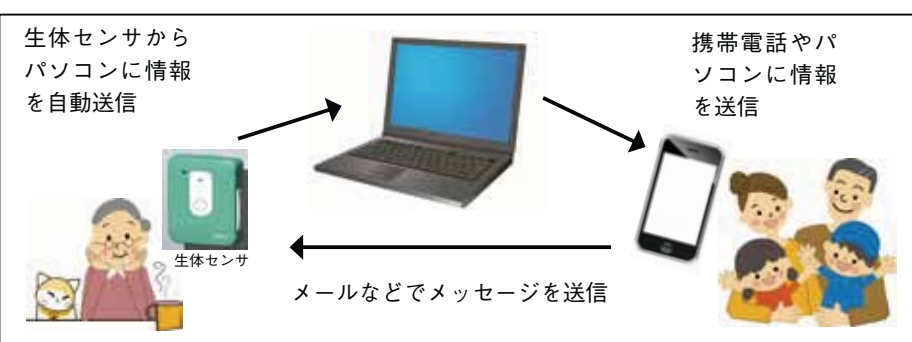 生体センサから
パソコンに情報
を自動送信
携帯電話やパ
ソコンに情報
を送信
生体センサ
メールなどでメッセージを送信